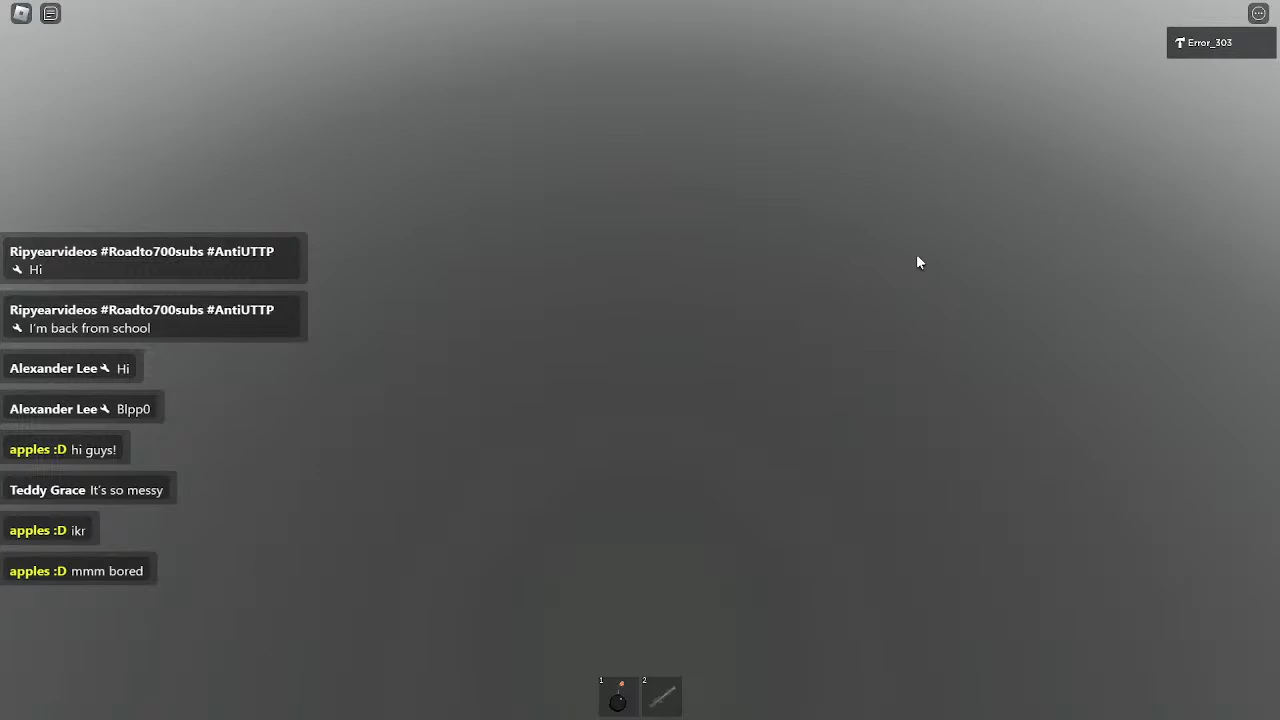 Error_303
Ripyearvideos #Roadto700subs #AntiUTTP
Hi
Ripyearvideos #Roadto700subs #AntiUTTP
I'm back from school
Alexander Lee Hi
Alexander Lee Blpp0
apples :D hi guys!
Teddy Grace It's so messy
apples :D ikr
apples :D mmm bored
1 2